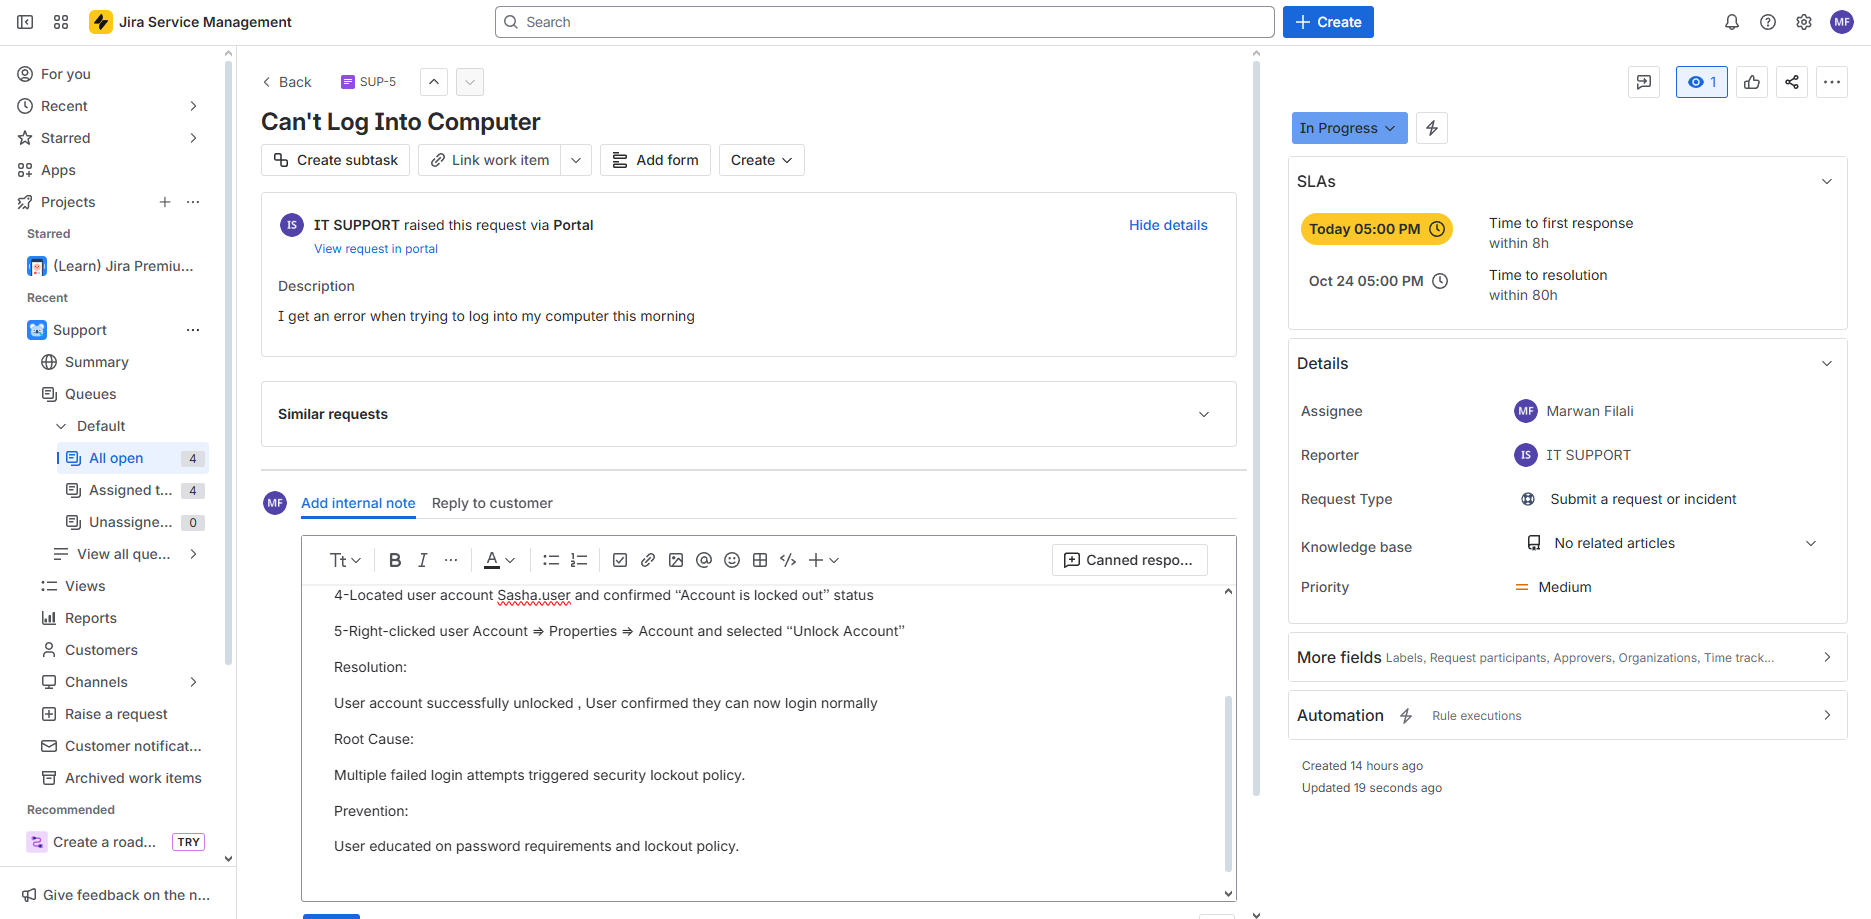 Jira Service Management
Search
Create
MF
For you
Recent
Starred
Apps
Projects
Starred
(Learn) Jira Premiu...
Recent
Support
Summary
Queues
Default
All open 4
Assigned t... 4
Unassigne... 0
View all que...
Views
Reports
Customers
Channels
Raise a request
Customer notificat...
Archived work items
Recommended
Create a road... TRY
Give feedback on the n...
Back SUP-5
Can't Log Into Computer
Create subtask Link work item Add form Create
IS IT SUPPORT raised this request via Portal Hide details
View request in portal
Description
I get an error when trying to log into my computer this morning
Similar requests
MF Add internal note Reply to customer
Tt B I ... A Canned respo...
4-Located user account Sasha.user and confirmed “Account is locked out” status
5-Right-clicked user Account ⇒ Properties ⇒ Account and selected “Unlock Account”
Resolution:
User account successfully unlocked , User confirmed they can now login normally
Root Cause:
Multiple failed login attempts triggered security lockout policy.
Prevention:
User educated on password requirements and lockout policy.
1
In Progress
SLAs
Today 05:00 PM Time to first response
within 8h
Oct 24 05:00 PM Time to resolution
within 80h
Details
Assignee MF Marwan Filali
Reporter IS IT SUPPORT
Request Type Submit a request or incident
Knowledge base No related articles
Priority Medium
More fields Labels, Request participants, Approvers, Organizations, Time track...
Automation Rule executions
Created 14 hours ago
Updated 19 seconds ago